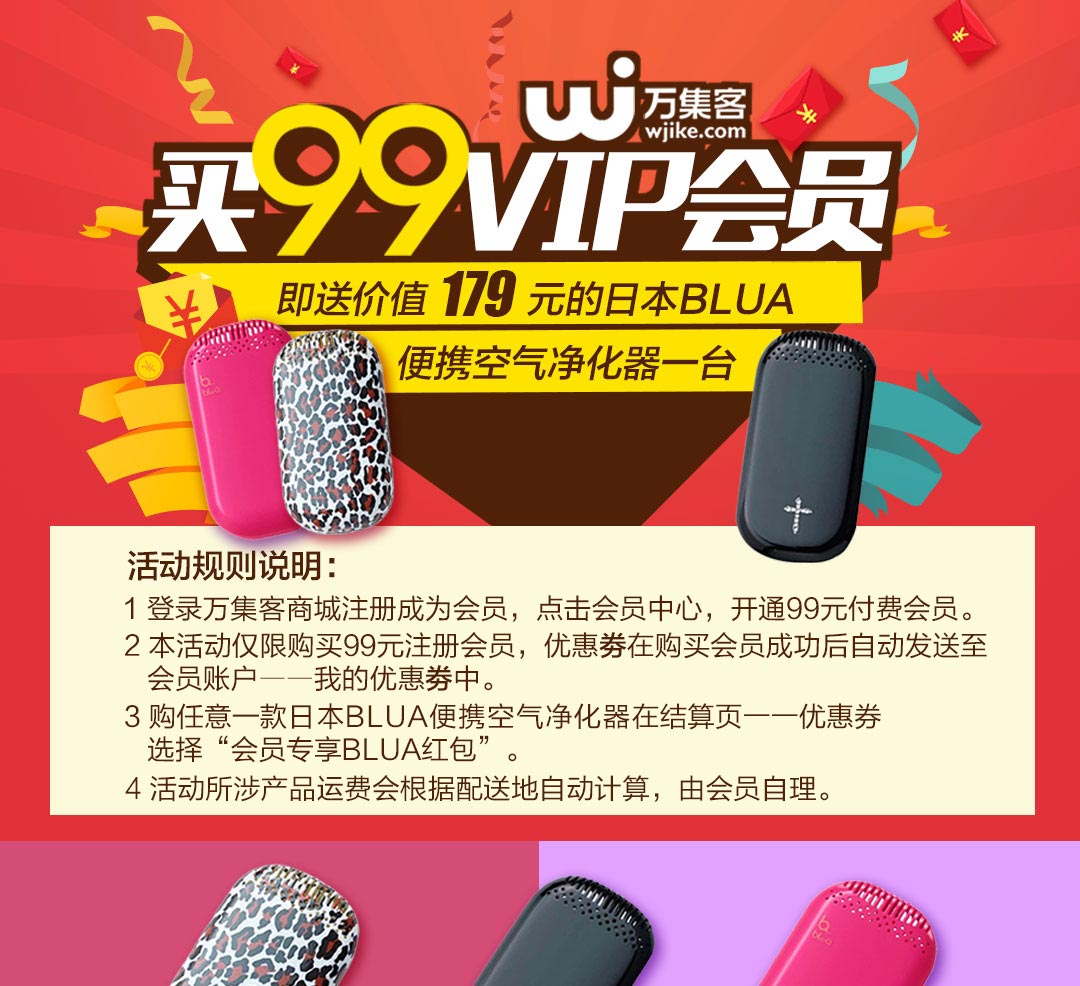 万集客
wjike.com
买99VIP会员
即送价值 179 元的日本BLUA
便携空气净化器一台
¥
¥
¥
¥
b
blua
活动规则说明：
1 登录万集客商城注册成为会员，点击会员中心，开通99元付费会员。
2 本活动仅限购买99元注册会员，优惠劵在购买会员成功后自动发送至
会员账户——我的优惠劵中。
3 购任意一款日本BLUA便携空气净化器在结算页一一优惠券
选择“会员专享BLUA红包”。
4 活动所涉产品运费会根据配送地自动计算，由会员自理。
b
blua